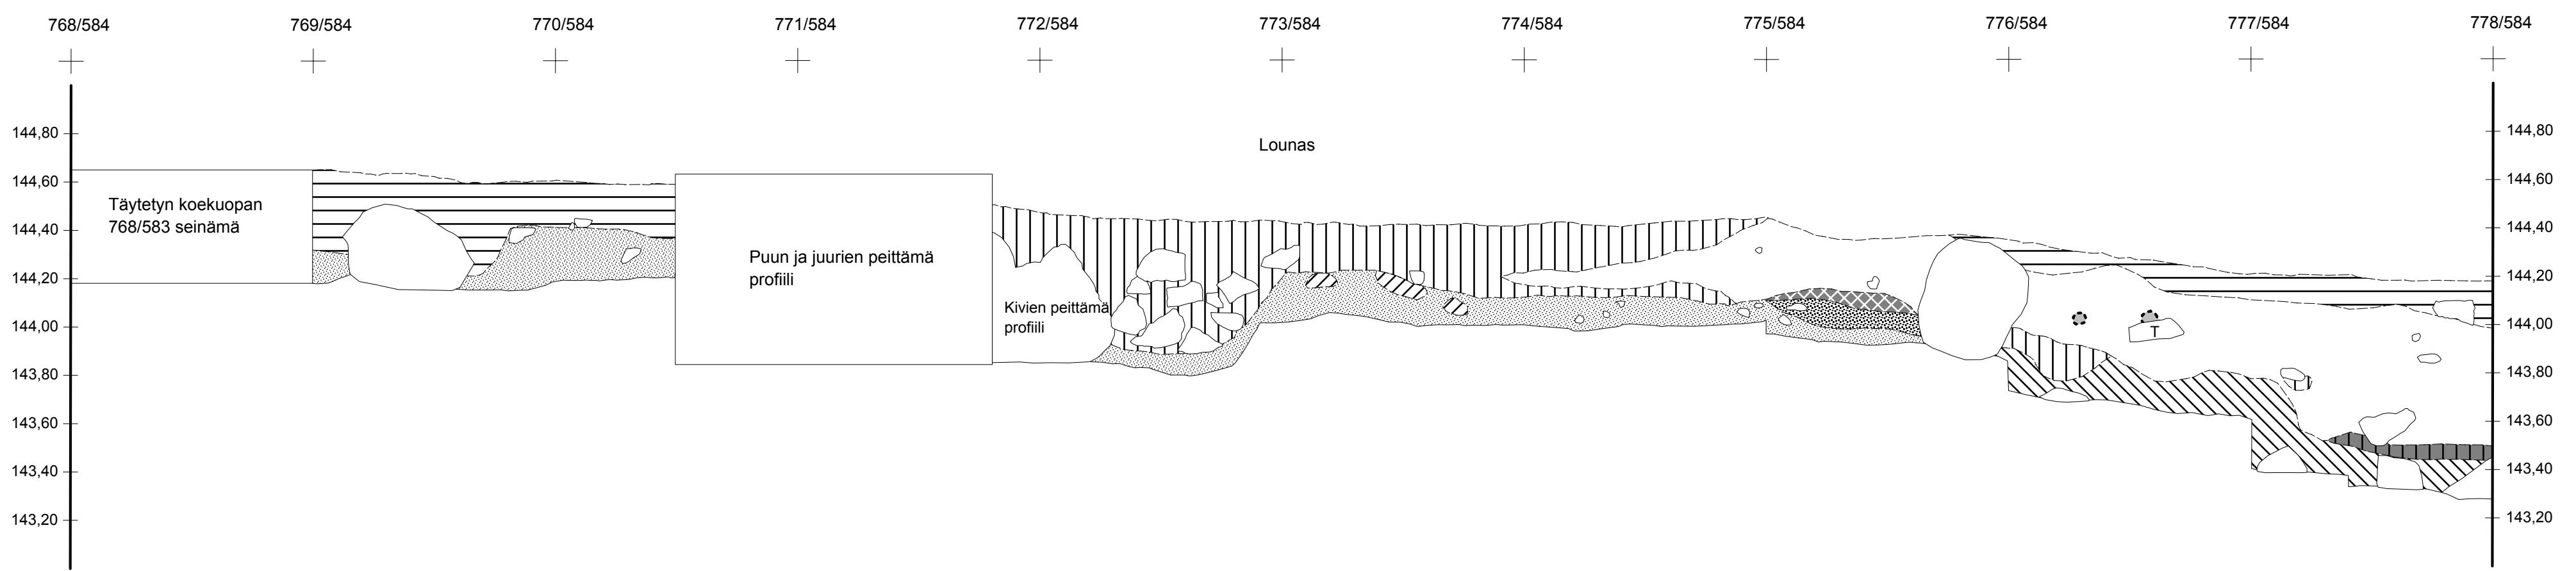 768/584 769/584 770/584 771/584 772/584 773/584 774/584 775/584 776/584 777/584 778/584
Lounas
144,80
144,60
144,40
144,20
144,00
143,80
143,60
143,40
143,20
Täytetyn koekuopan
768/583 seinämä
Puun ja juurien peittämä
profiili
Kivien peittämä
profiili
T
144,80
144,60
144,40
144,20
144,00
143,80
143,60
143,40
143,20